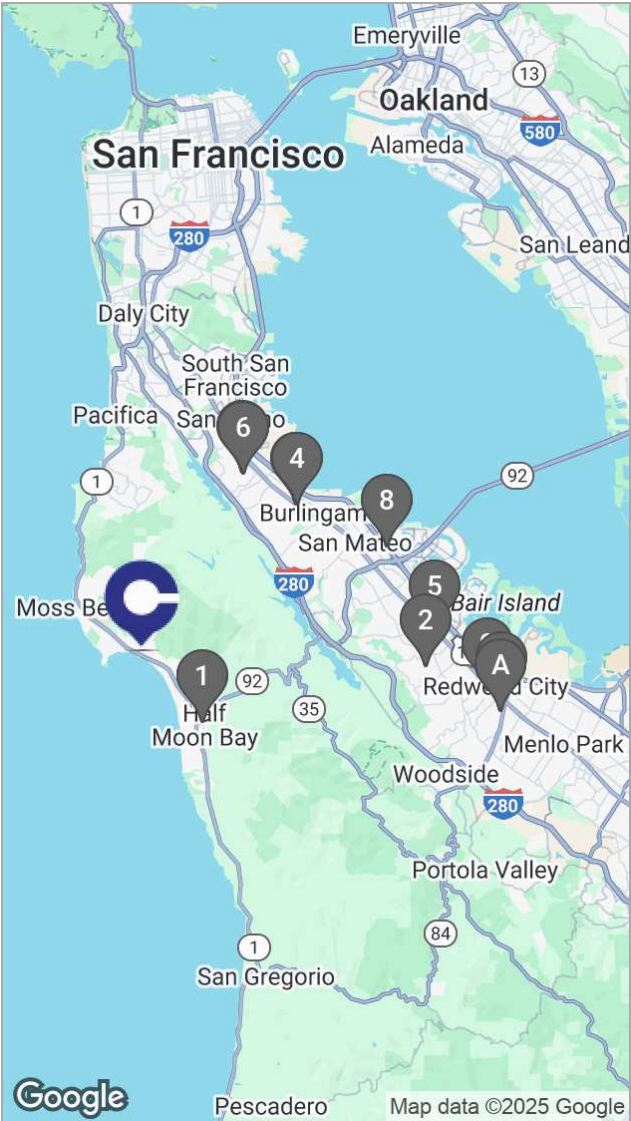 Emeryville
13
Oakland
580
San Francisco
Alameda
1
280
San Leand
Daly City
South San
Francisco
Pacifica
San
no
6
4
92
1
Burlingam
8
San Mateo
280
5
Bair Island
Moss Be
2
1
92
A
Redw
d City
35
Half
Moon Bay
Menlo Park
Woodside
280
Portola Valley
84
1
San Gregorio
Google
Pescadero
Map data ©2025 Google